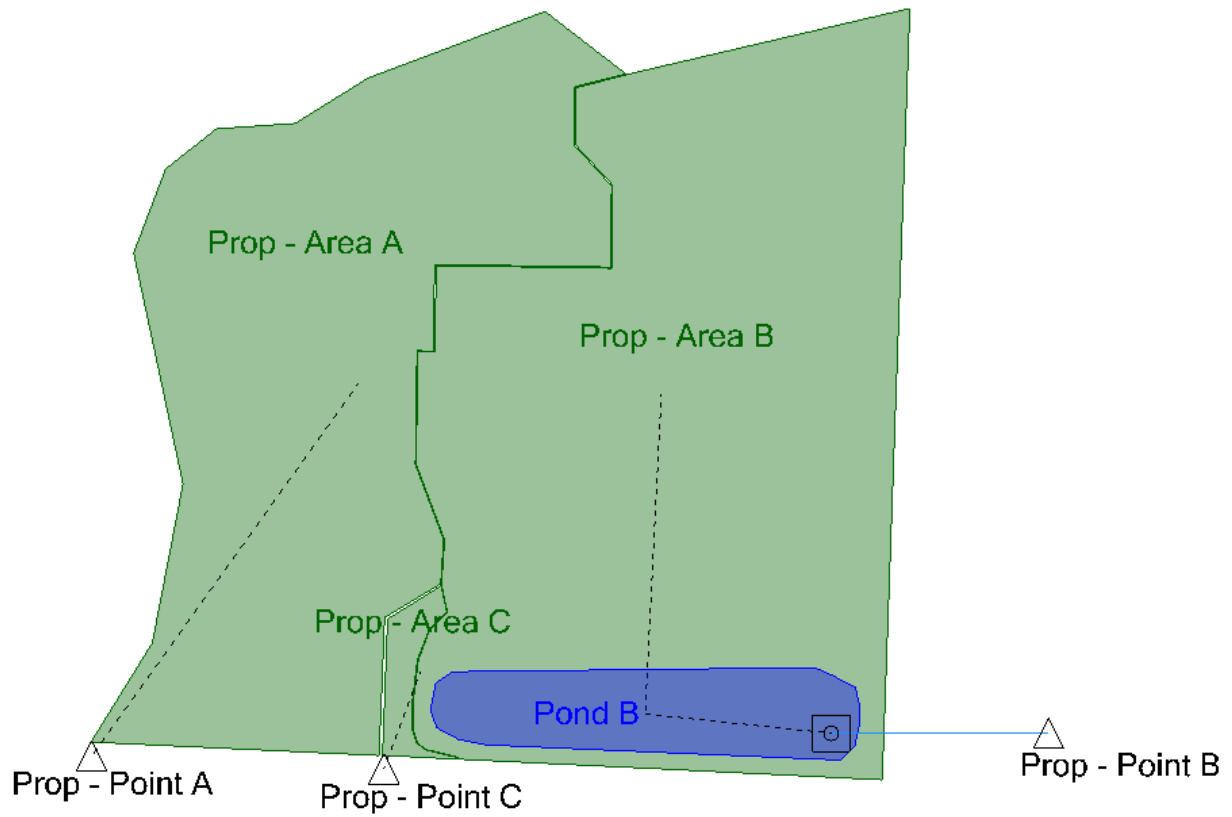 Prop - Area A
Prop - Area B
Prop - Area C
Pond B
Prop - Point A
Prop - Point C
Prop - Point B